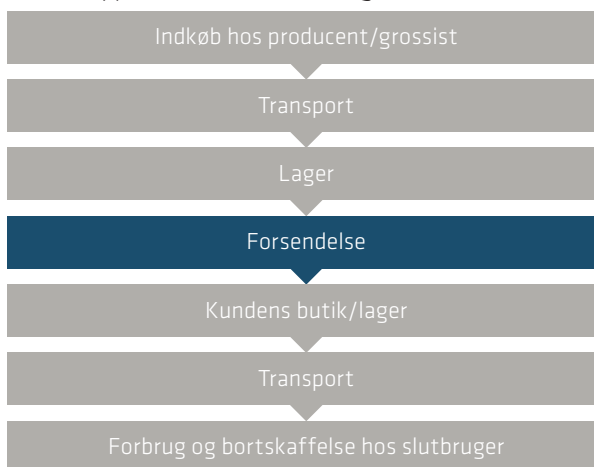 Indkøb hos producent/grossist
Transport
Lager
Forsendelse
Kundens butik/lager
Transport
Forbrug og bortskaffelse hos slutbruger